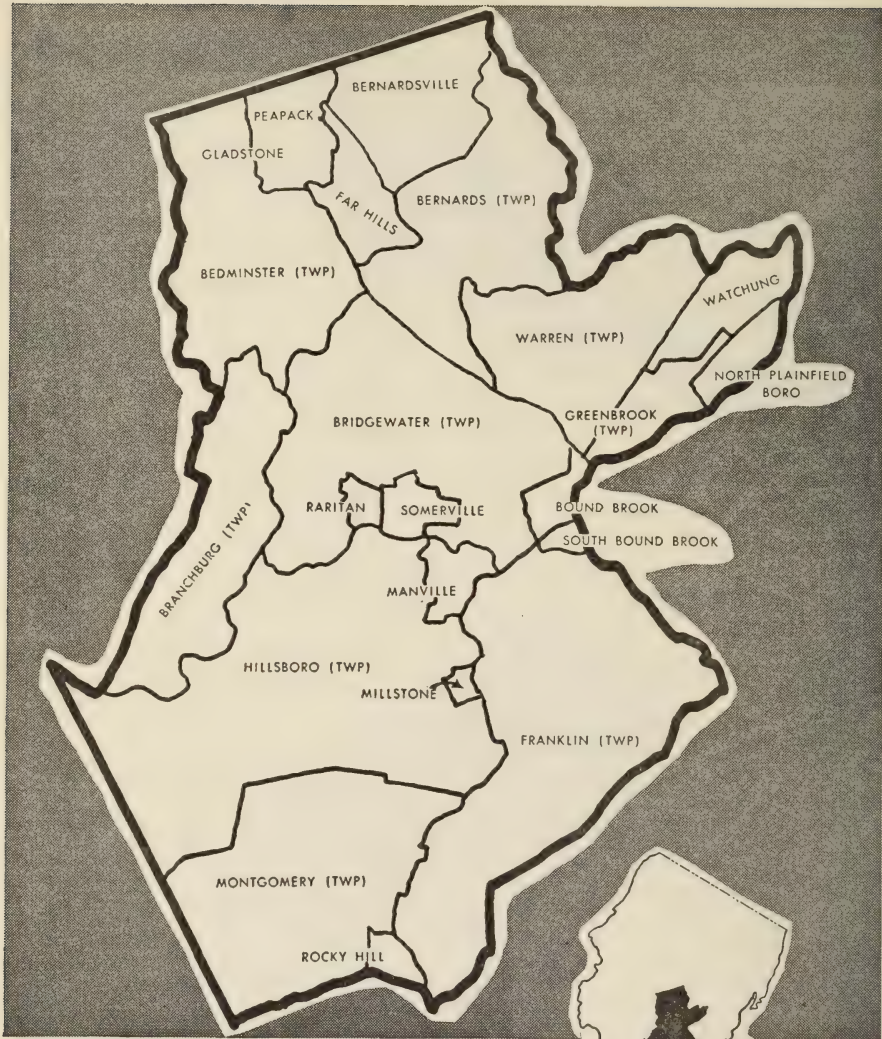 BERNARDSVILLE
PEAPACK
GLADSTONE
FAR HILLS
BERNARDS (TWP)
BEDMINSTER (TWP)
WATCHUNG
WARREN (TWP)
NORTH PLAINFIELD
BORO
GREENBROOK
(TWP)
BRIDGEWATER (TWP)
RARITAN
SOMERVILLE
BOUND BROOK
SOUTH BOUND BROOK
BRANCHBURG (TWP)
MANVILLE
HILLSBORO (TWP)
MILLSTONE
FRANKLIN (TWP)
MONTGOMERY (TWP)
ROCKY HILL